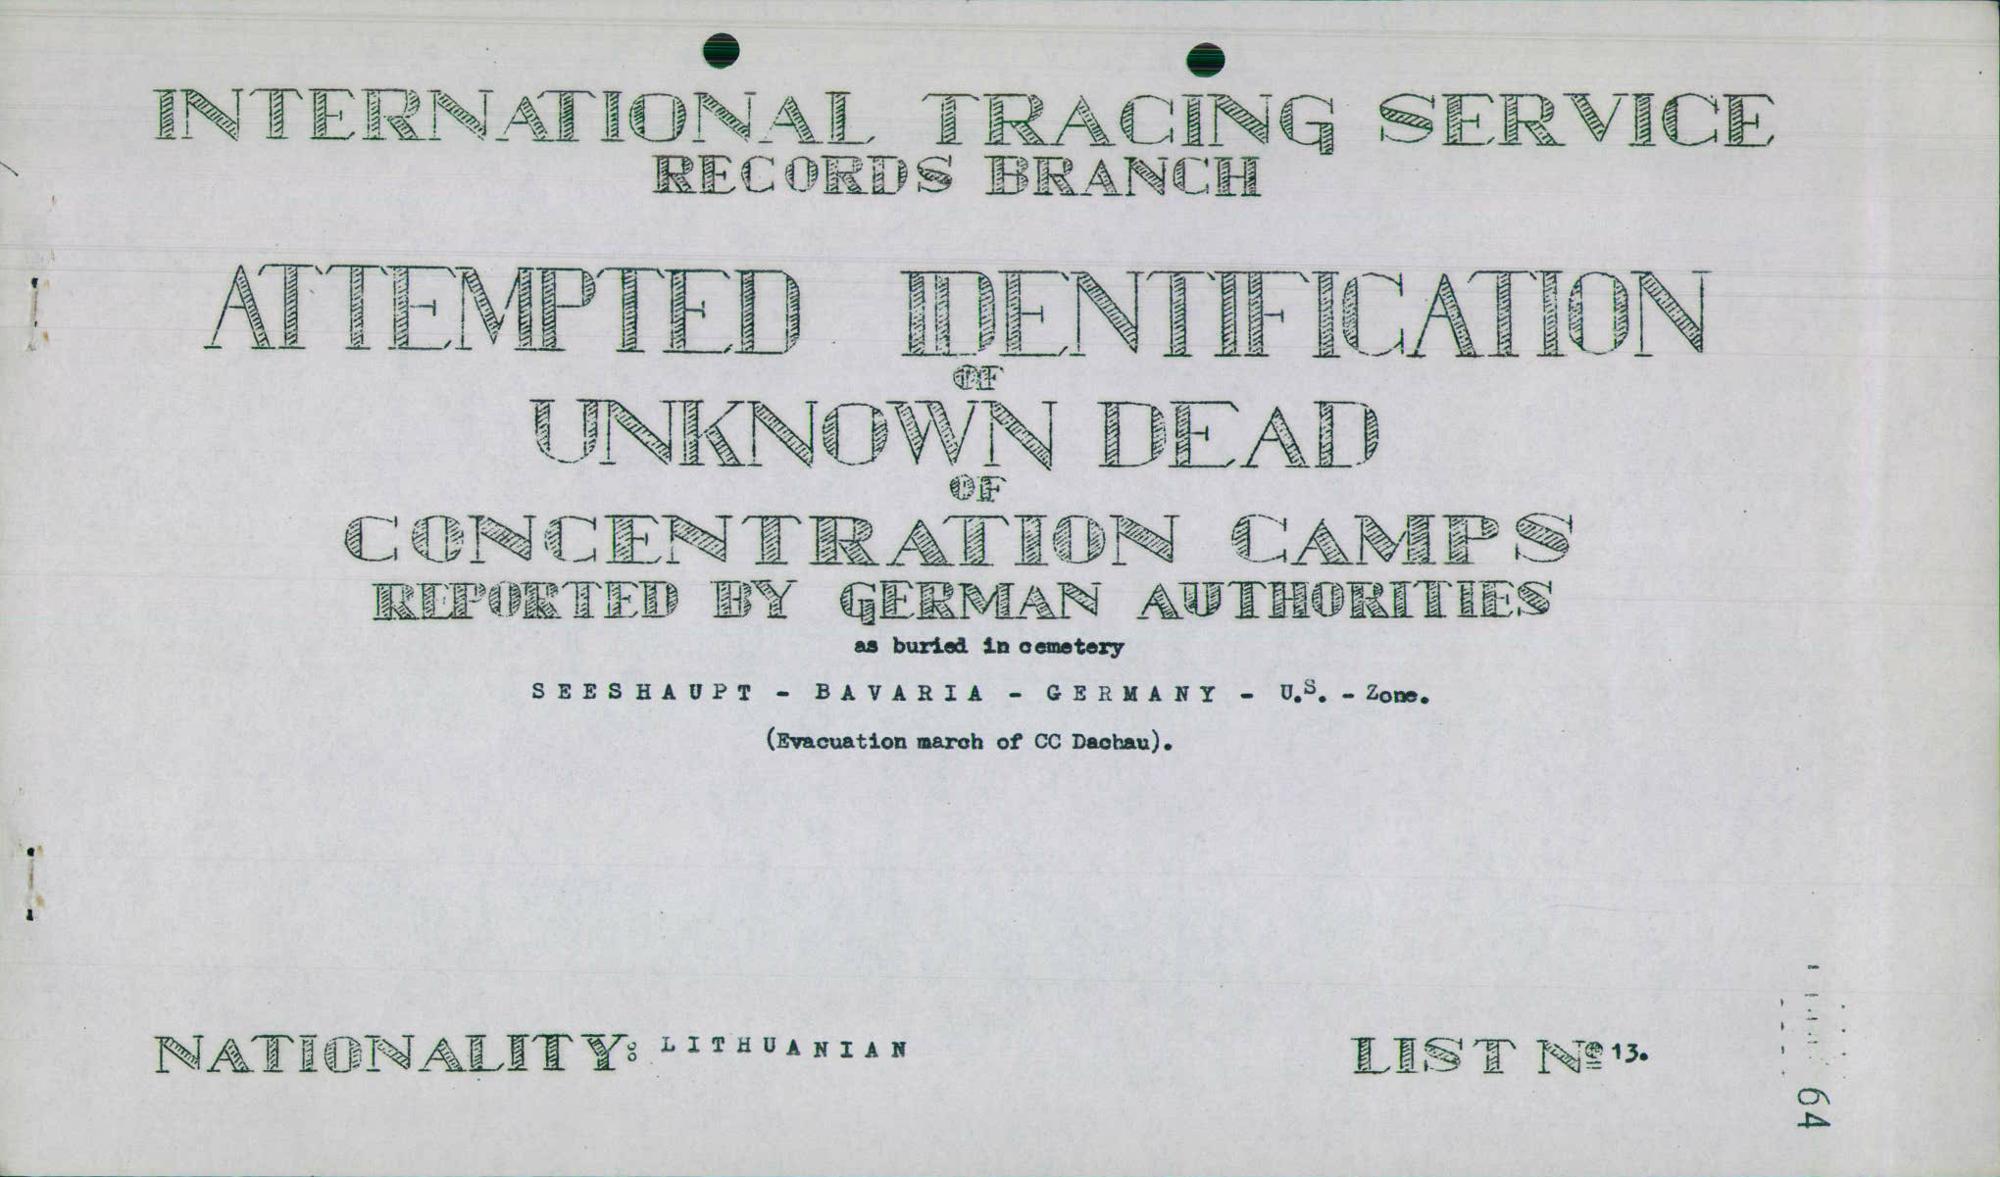 INTERNATIONAL TRACING SERVICE
RECORDS BRANCH
ATTEMPTED IDENTIFICATION
OF
UNKNOWN DEAD
OF
CONCENTRATION CAMPS
REPORTED BY GERMAN AUTHORITIES
as buried in cemetery
SEESHAUPT - BAVARIA - GERMANY - U.S. - Zone.
(Evacuation march of CC Dachau).
NATIONALITY: LITHUANIAN
LIST Nº 13.
64